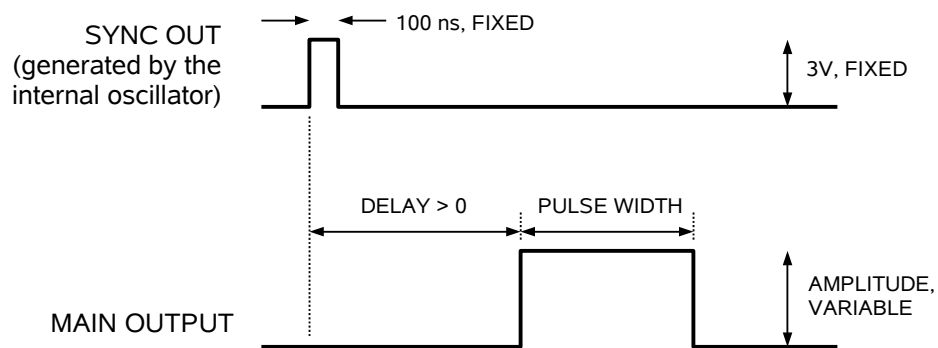 100 ns, FIXED
SYNC OUT
(generated by the
internal oscillator)
3V, FIXED
DELAY > 0
PULSE WIDTH
AMPLITUDE,
VARIABLE
MAIN OUTPUT